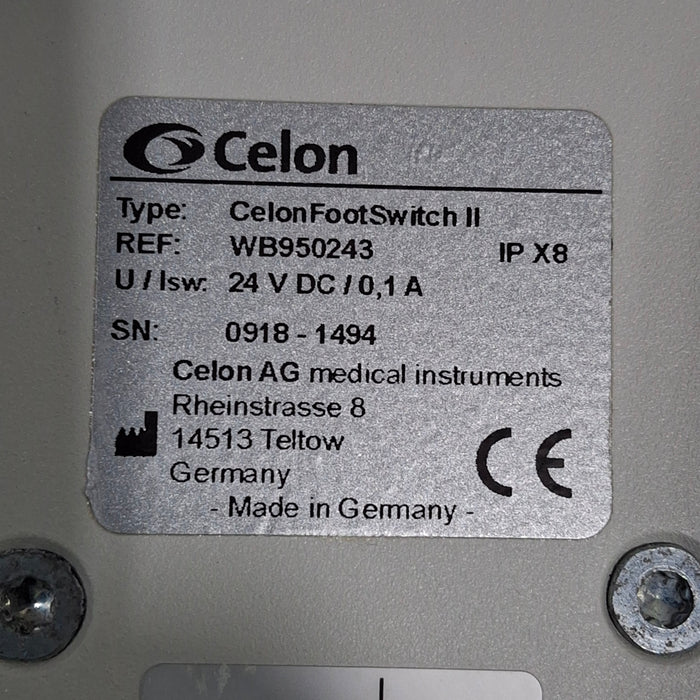 Celon
Type: CelonFootSwitch II
REF: WB950243 IP X8
U / Isw: 24 V DC / 0,1 A
SN: 0918 - 1494
Celon AG medical instruments
Rheinstrasse 8
14513 Teltow
Germany
- Made in Germany -
CE